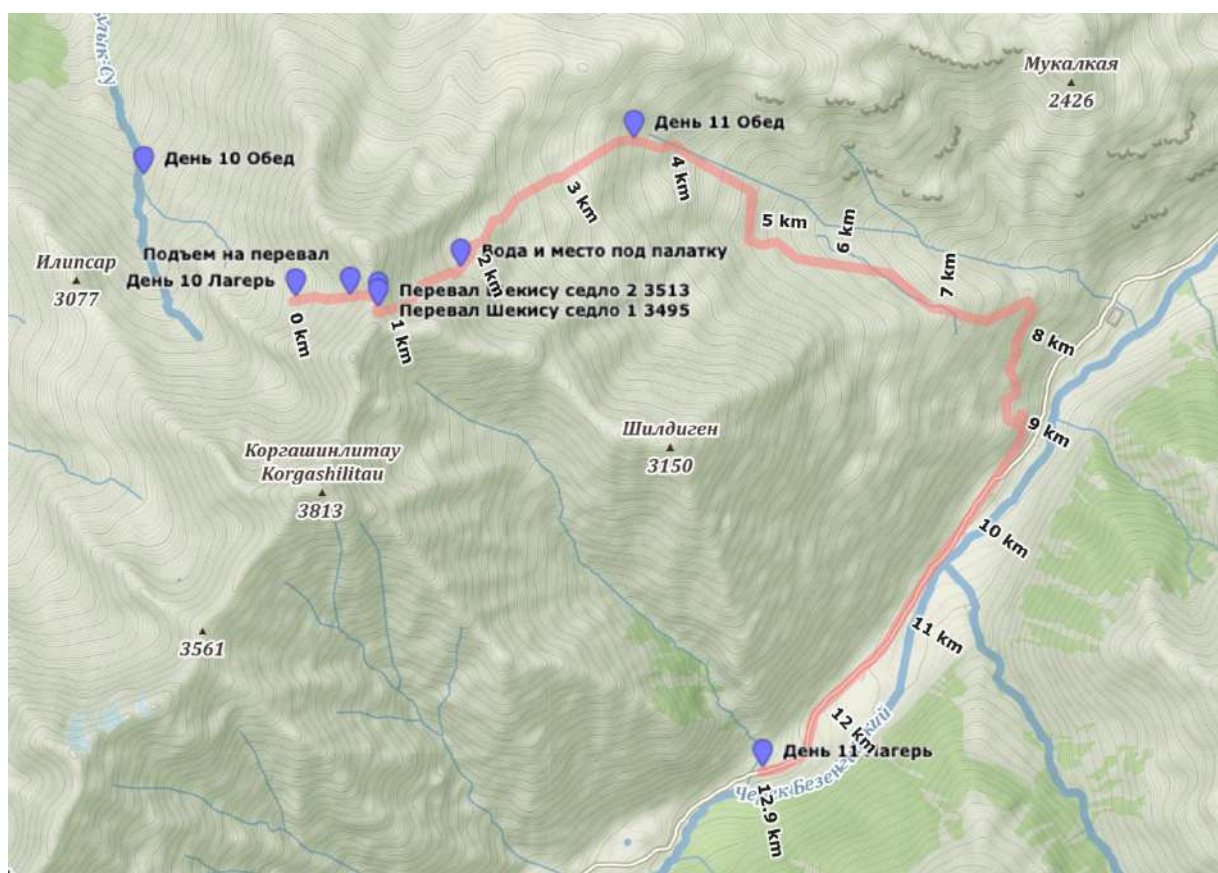 Мукалкая
2426
День 11 Обед
День 10 Обед
3 km
4 km
5 km
6 km
Подъем на перевал
Вода и место под палатку
Илипсар
3077
День 10 Лагерь
2 km
7 km
Перевал Шекису седло 2 3513
Перевал Шекису седло 1 3495
0 km
1 km
8 km
Шилдиген
3150
9 km
Коргашинлитау
Korgashilitau
3813
10 km
3561
11 km
12 km
День 11 Лагерь
12.9 km